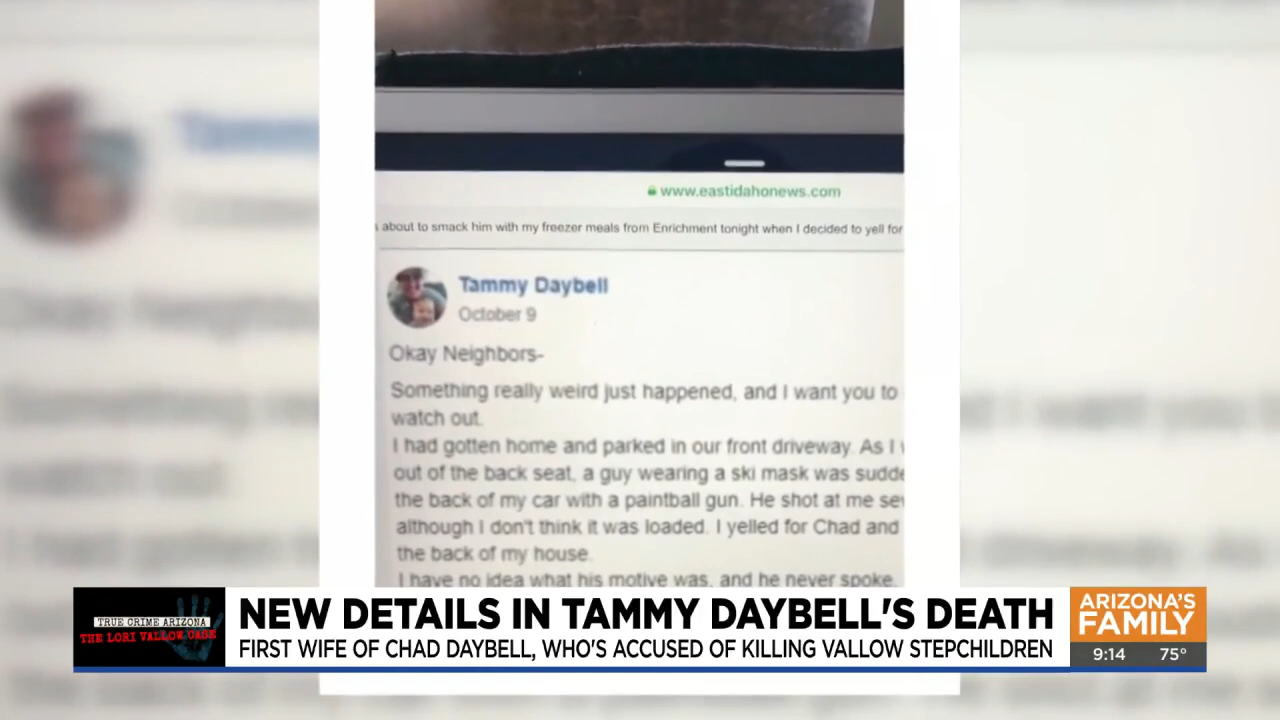 www.eastidahonews.com
about to smack him with my freezer meals from Enrichment tonight when I decided to yell for
Tammy Daybell
October 9
Okay Neighbors-
Something really weird just happened, and I want you to
watch out.
I had gotten home and parked in our front driveway. As I
out of the back seat, a guy wearing a ski mask was sudde
the back of my car with a paintball gun. He shot at me se
although I don't think it was loaded. I yelled for Chad and
the back of my house.
I have no idea what his motive was, and he never spoke.
TRUE CRIME ARIZONA
THE LORI VALLOW CASE
NEW DETAILS IN TAMMY DAYBELL'S DEATH
FIRST WIFE OF CHAD DAYBELL, WHO'S ACCUSED OF KILLING VALLOW STEPCHILDREN
ARIZONA'S
FAMILY
9:14 75°